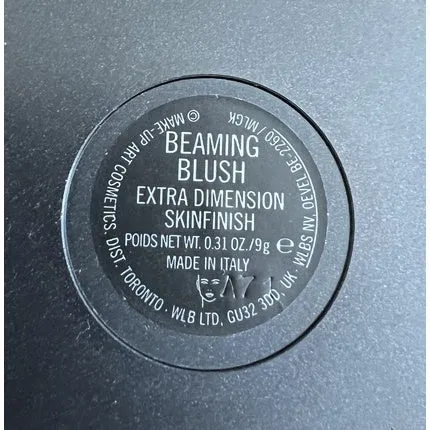 BEAMING
BLUSH
EXTRA DIMENSION
SKINFINISH
POIDS NET WT. 0.31 OZ./9g ℮
MADE IN ITALY
A74
© MAKE-UP ART COSMETICS. DIST. TORONTO · WLB LTD, GU32 3DD, UK · WLBS NV, OEVEL BE-2260 / MLGK